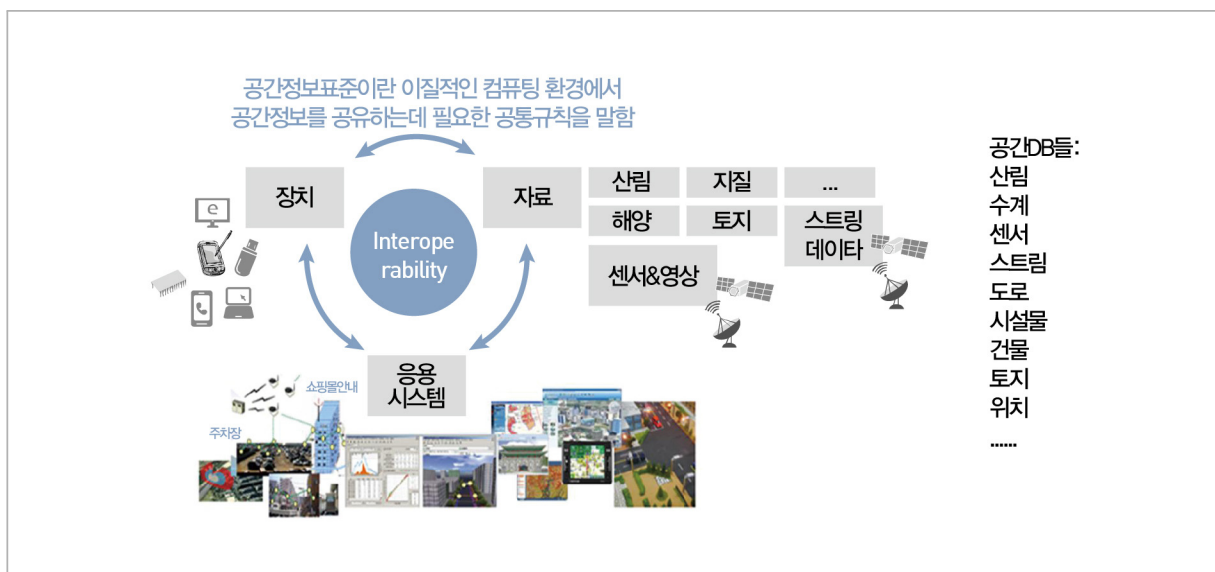 공간정보표준이란 이질적인 컴퓨팅 환경에서
공간정보를 공유하는데 필요한 공통규칙을 말함
장치
Interope
rability
자료
산림
지질
...
해양
토지
스트링
데이타
센서&영상
응용
시스템
쇼핑몰안내
주차장
e
공간DB들:
산림
수계
센서
스트림
도로
시설물
건물
토지
위치
......